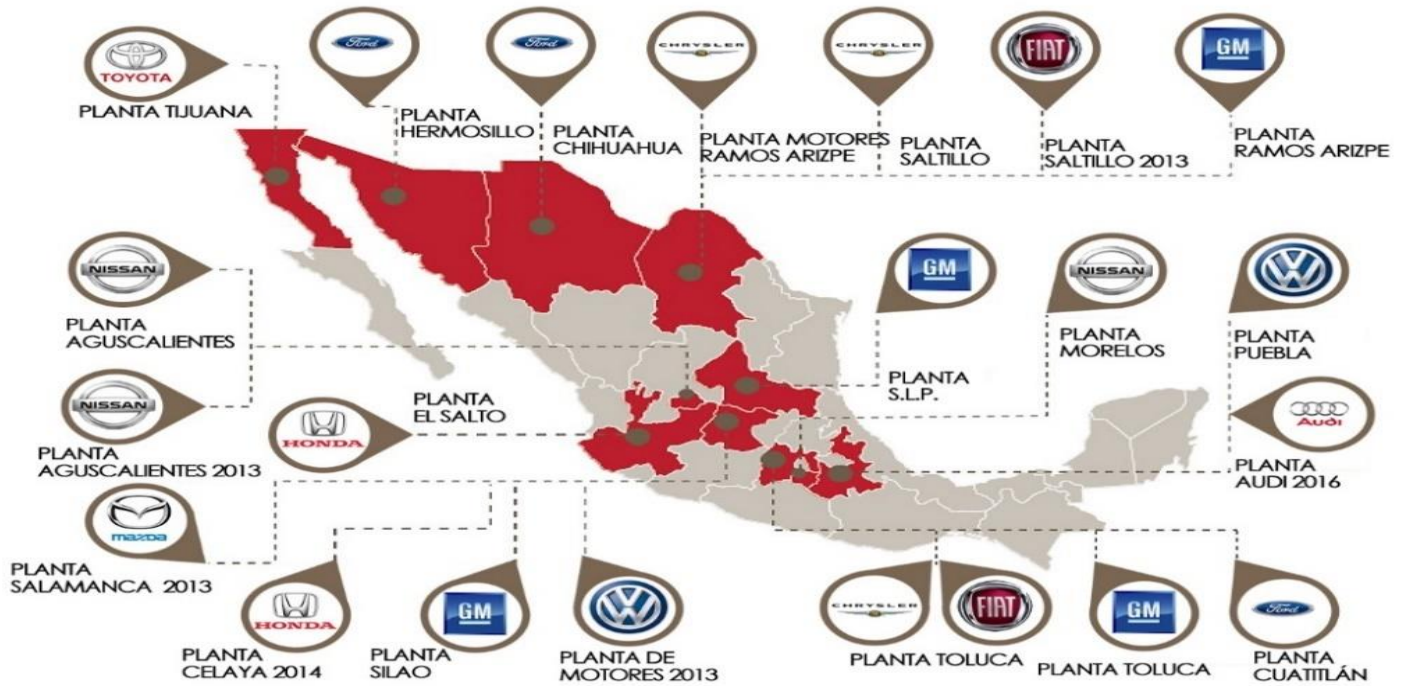 TOYOTA
PLANTA TIJUANA
Ford
PLANTA
HERMOSILLO
Ford
PLANTA
CHIHUAHUA
CHRYSLER
PLANTA MOTORES
RAMOS ARIZPE
CHRYSLER
PLANTA
SALTILLO
FIAT
PLANTA
SALTILLO 2013
GM
PLANTA
RAMOS ARIZPE
NISSAN
PLANTA
AGUSCALIENTES
GM
PLANTA
S.L.P.
NISSAN
PLANTA
MORELOS
VW
PLANTA
PUEBLA
NISSAN
PLANTA
AGUSCALIENTES 2013
HONDA
PLANTA
EL SALTO
Audi
PLANTA
AUDI 2016
mazda
PLANTA
SALAMANCA 2013
HONDA
PLANTA
CELAYA 2014
GM
PLANTA
SILAO
VW
PLANTA DE
MOTORES 2013
CHRYSLER
FIAT
PLANTA TOLUCA
GM
PLANTA TOLUCA
Ford
PLANTA
CUATITLÁN